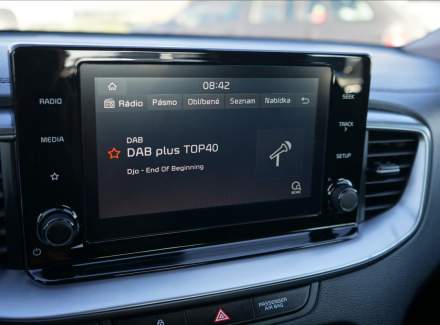 08:42
RADIO
Rádio Pásmo Obľúbené Seznam Nabídka
SEEK
MEDIA
DAB
DAB plus TOP40
Djo - End Of Beginning
TRACK
SETUP
PASSENGER
AIR BAG